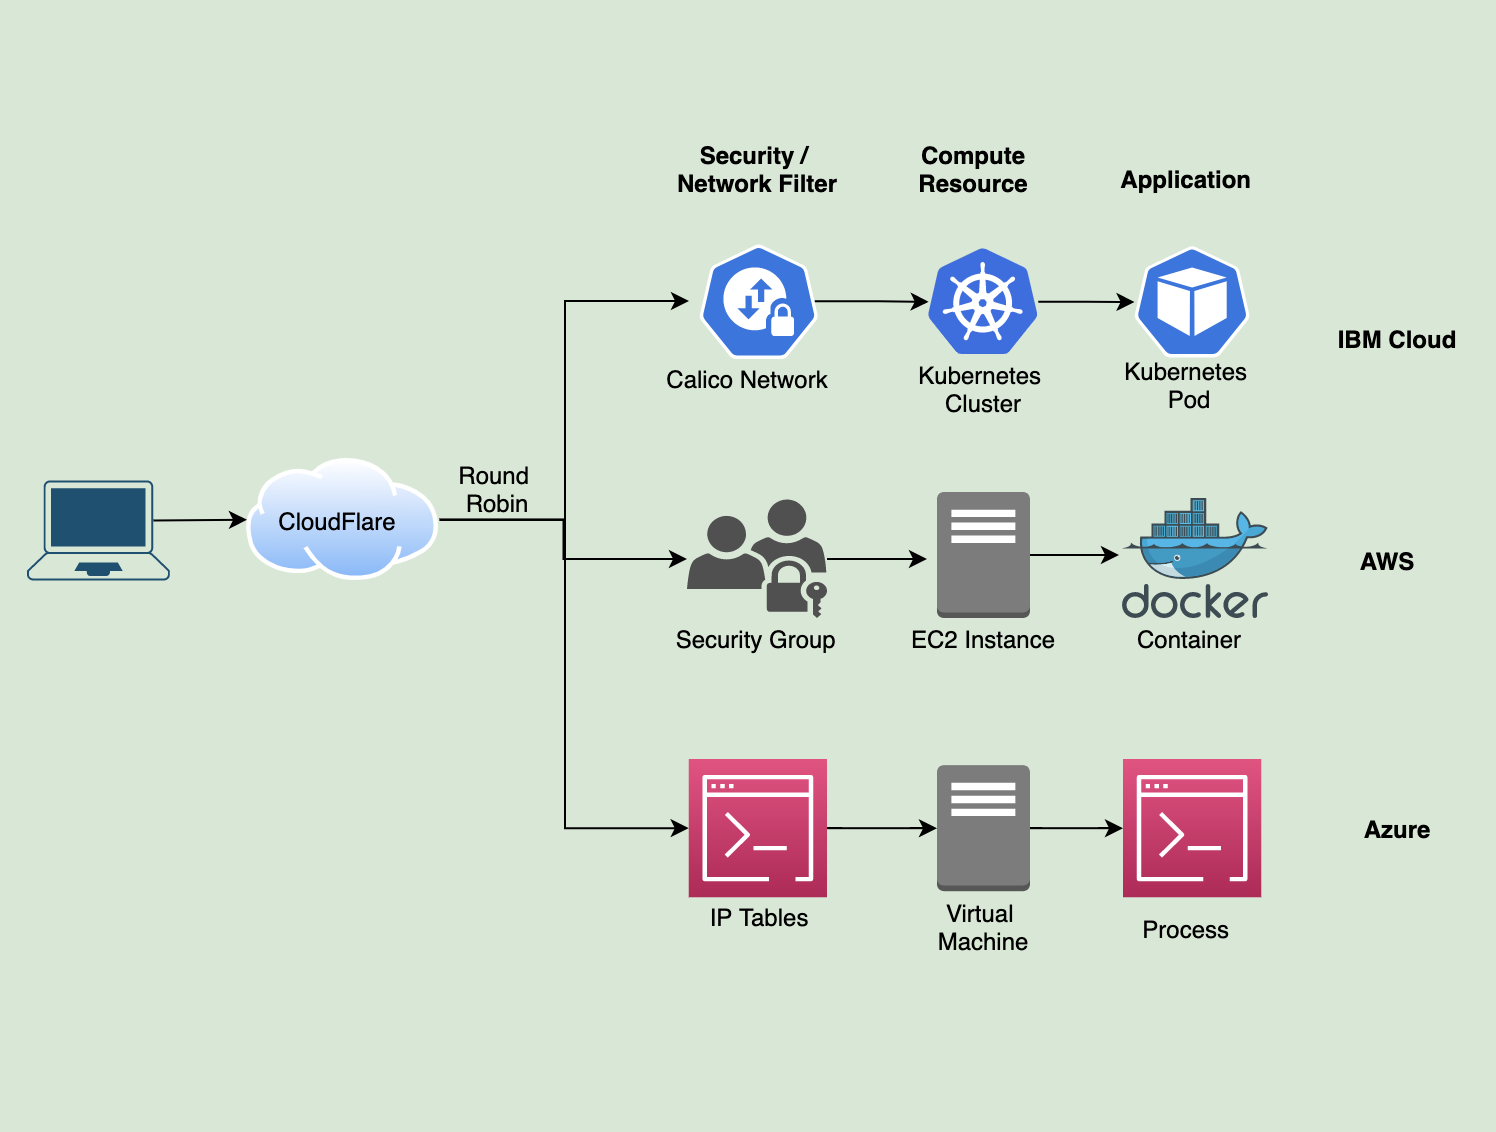 Security /
Network Filter
Compute
Resource
Application
Calico Network
Kubernetes
Cluster
Kubernetes
Pod
IBM Cloud
CloudFlare
Round
Robin
docker
Security Group
EC2 Instance
Container
AWS
IP Tables
Virtual
Machine
Process
Azure